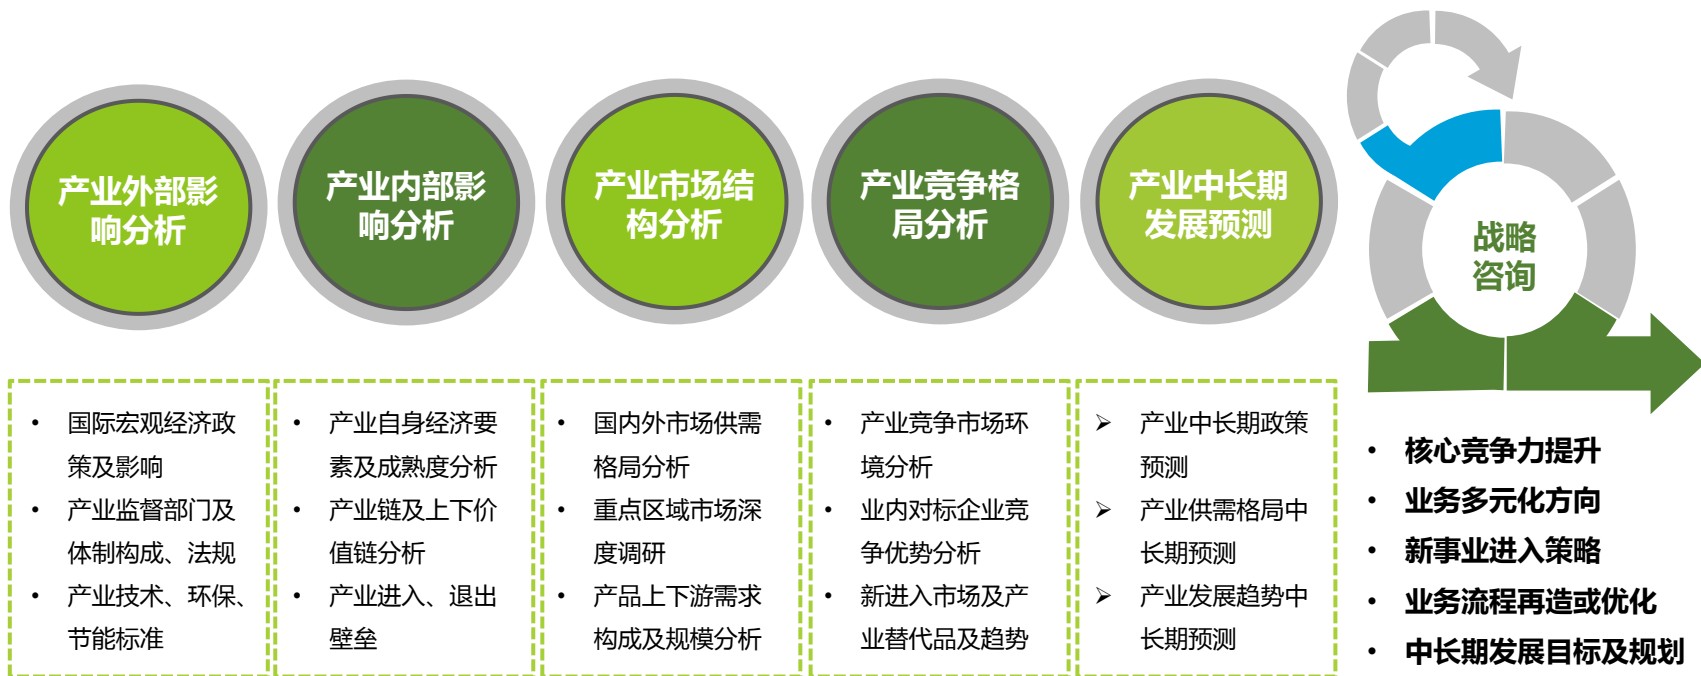 产业外部影
响分析
产业内部影
响分析
产业市场结
构分析
产业竞争格
局分析
产业中长期
发展预测
战略
咨询
• 国际宏观经济政
策及影响
• 产业监督部门及
体制构成、法规
• 产业技术、环保、
节能标准
• 产业自身经济要
素及成熟度分析
• 产业链及上下价
值链分析
• 产业进入、退出
壁垒
• 国内外市场供需
格局分析
• 重点区域市场深
度调研
• 产品上下游需求
构成及规模分析
• 产业竞争市场环
境分析
• 业内对标企业竞
争优势分析
• 新进入市场及产
业替代品及趋势
➢ 产业中长期政策
预测
➢ 产业供需格局中
长期预测
➢ 产业发展趋势中
长期预测
• 核心竞争力提升
• 业务多元化方向
• 新事业进入策略
• 业务流程再造或优化
• 中长期发展目标及规划